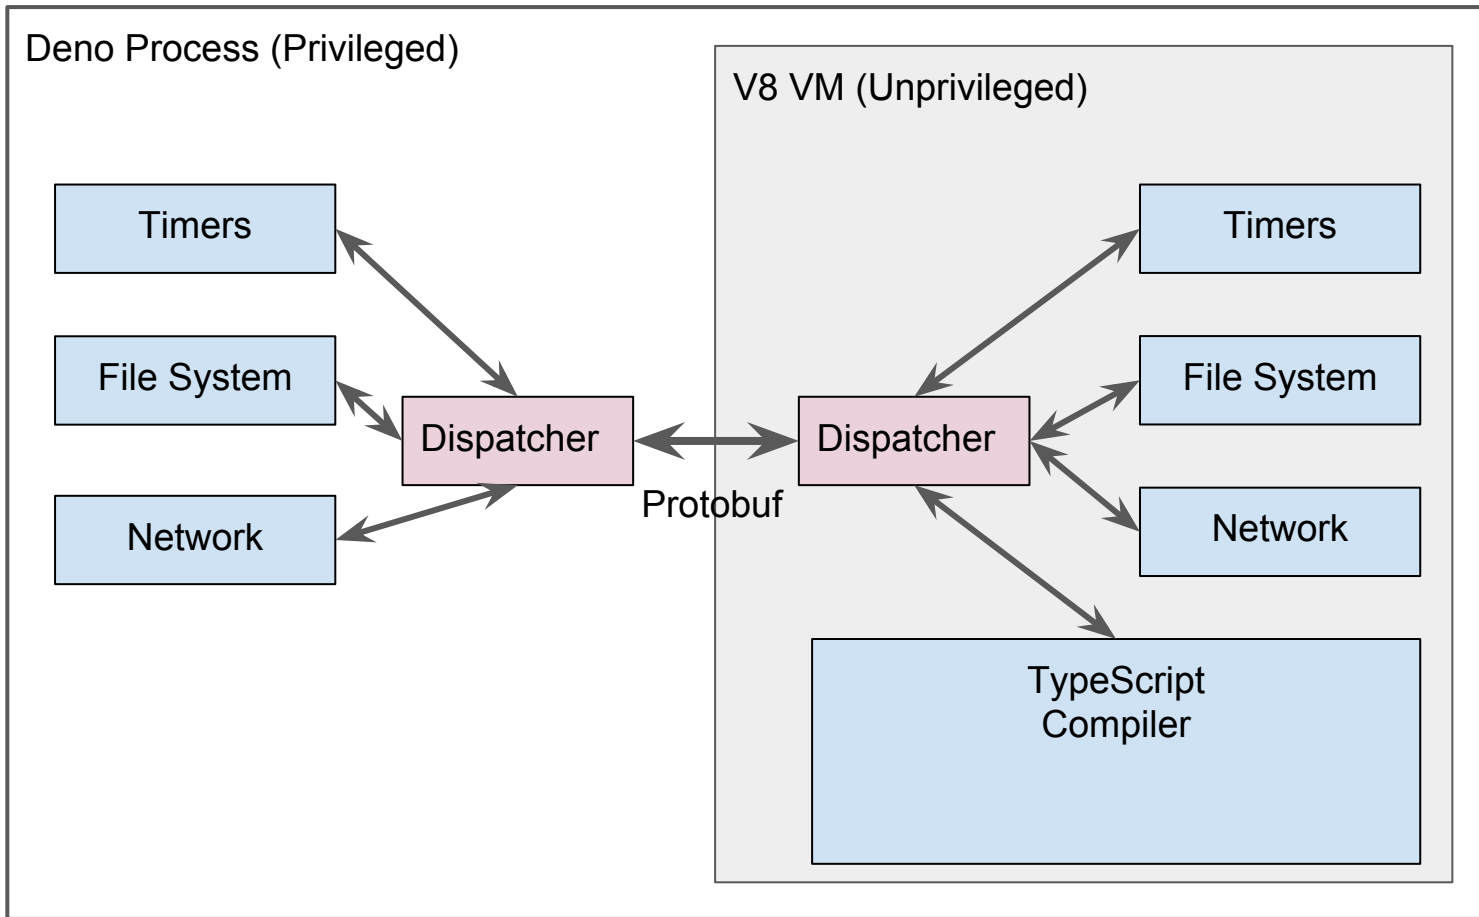 Deno Process (Privileged)
V8 VM (Unprivileged)
Timers
File System
Network
Dispatcher
Protobuf
Dispatcher
Timers
File System
Network
TypeScript
Compiler